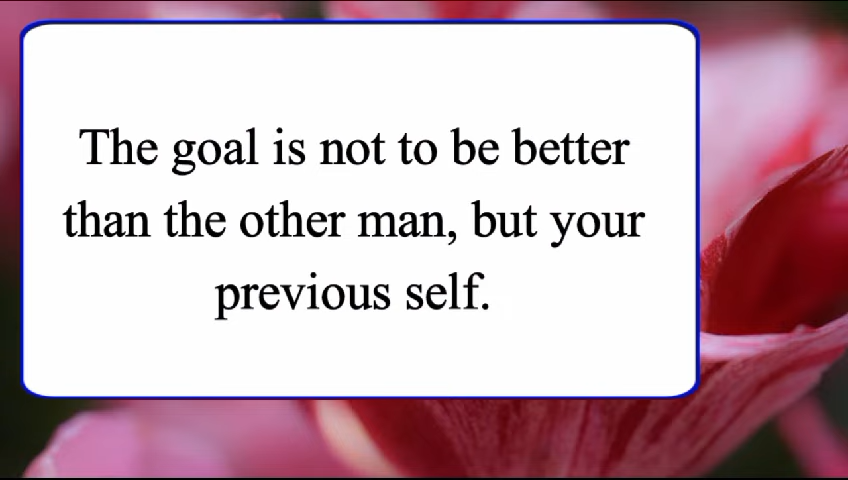 The goal is not to be better
than the other man, but your
previous self.